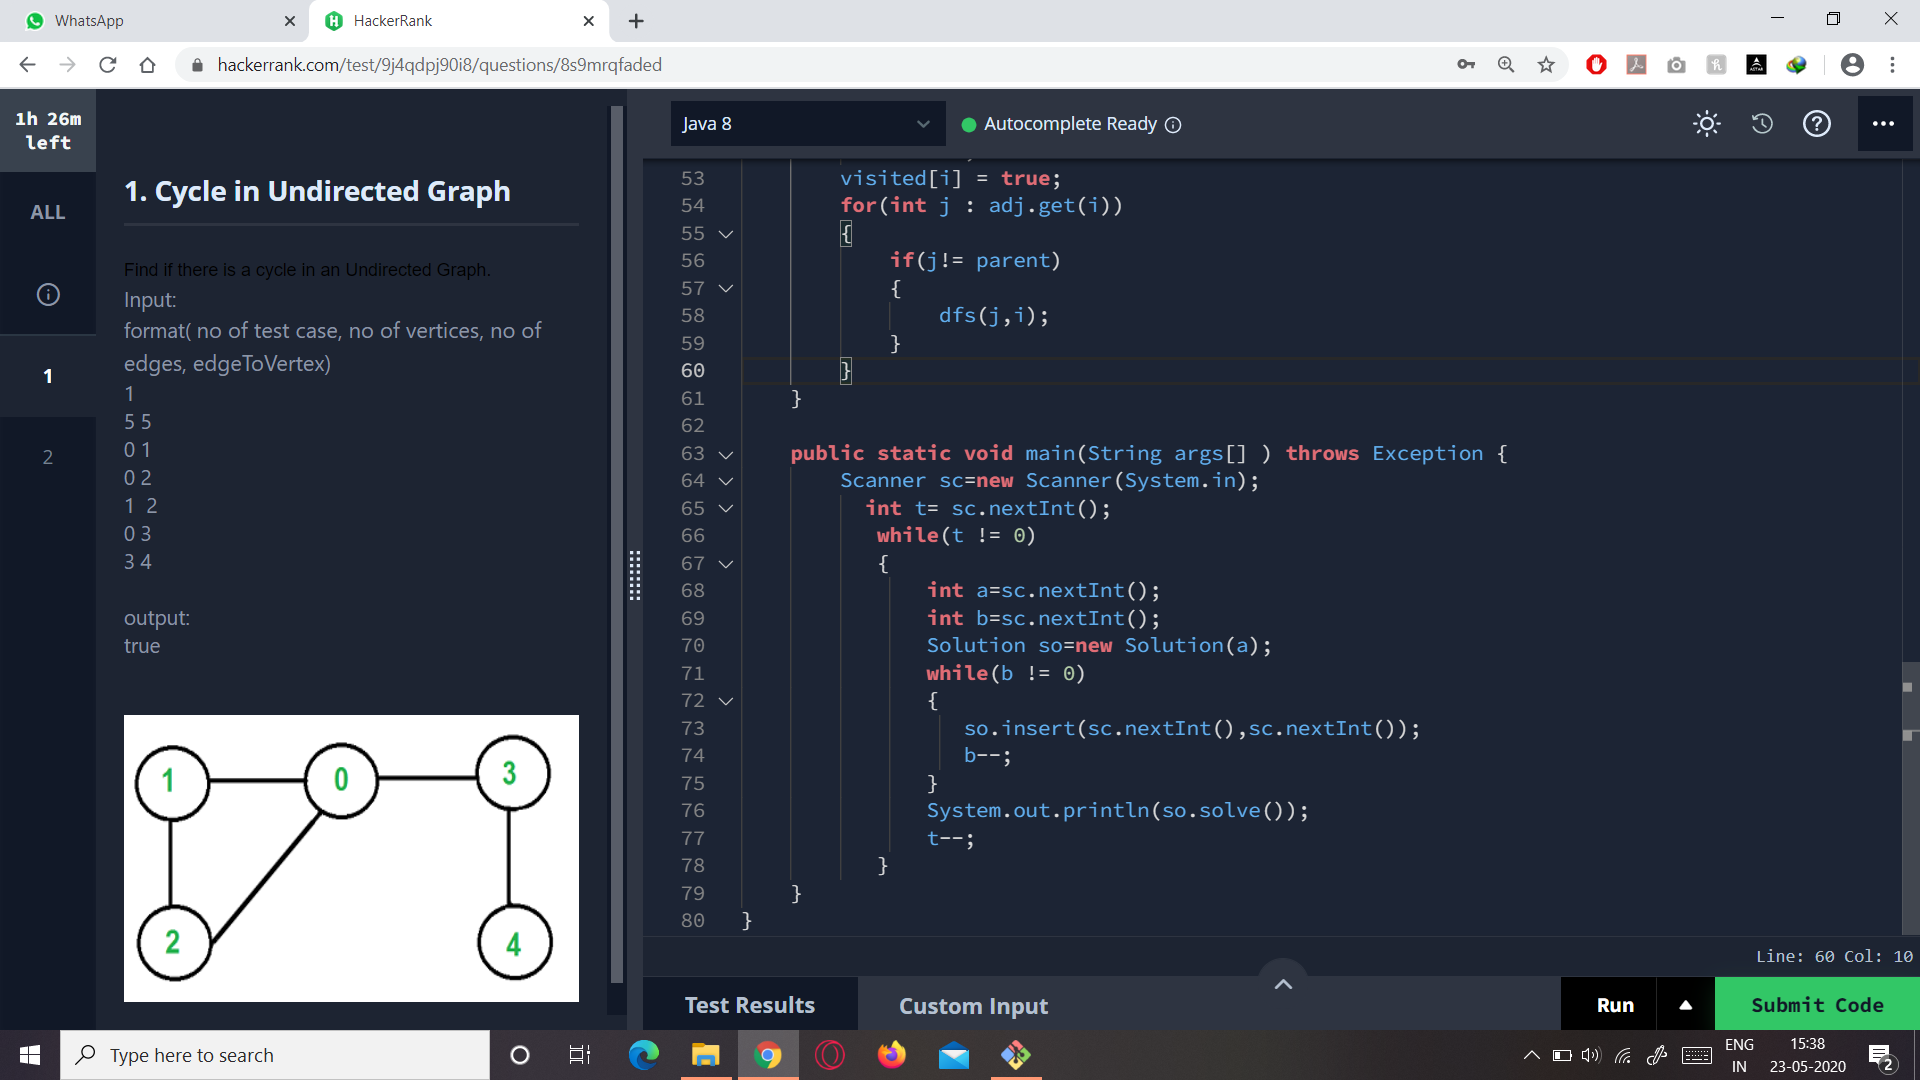 WhatsApp
HackerRank
hackerrank.com/test/9j4qdpj90i8/questions/8s9mrqfaded
1h 26m
left
ALL
1
2
1. Cycle in Undirected Graph
Find if there is a cycle in an Undirected Graph.
Input:
format( no of test case, no of vertices, no of
edges, edgeToVertex)
1
5 5
0 1
0 2
1  2
0 3
3 4
output:
true
1
0
3
2
4
Java 8
Autocomplete Ready
53 visited[i] = true;
54 for(int j : adj.get(i))
55 {
56 if(j!= parent)
57 {
58 dfs(j,i);
59 }
60 }
61 }
62
63 public static void main(String args[] ) throws Exception {
64 Scanner sc=new Scanner(System.in);
65 int t= sc.nextInt();
66 while(t != 0)
67 {
68 int a=sc.nextInt();
69 int b=sc.nextInt();
70 Solution so=new Solution(a);
71 while(b != 0)
72 {
73 so.insert(sc.nextInt(),sc.nextInt());
74 b--;
75 }
76 System.out.println(so.solve());
77 t--;
78 }
79 }
80 }
Line: 60 Col: 10
Test Results
Custom Input
Run
Submit Code
Type here to search
ENG
IN
15:38
23-05-2020
2